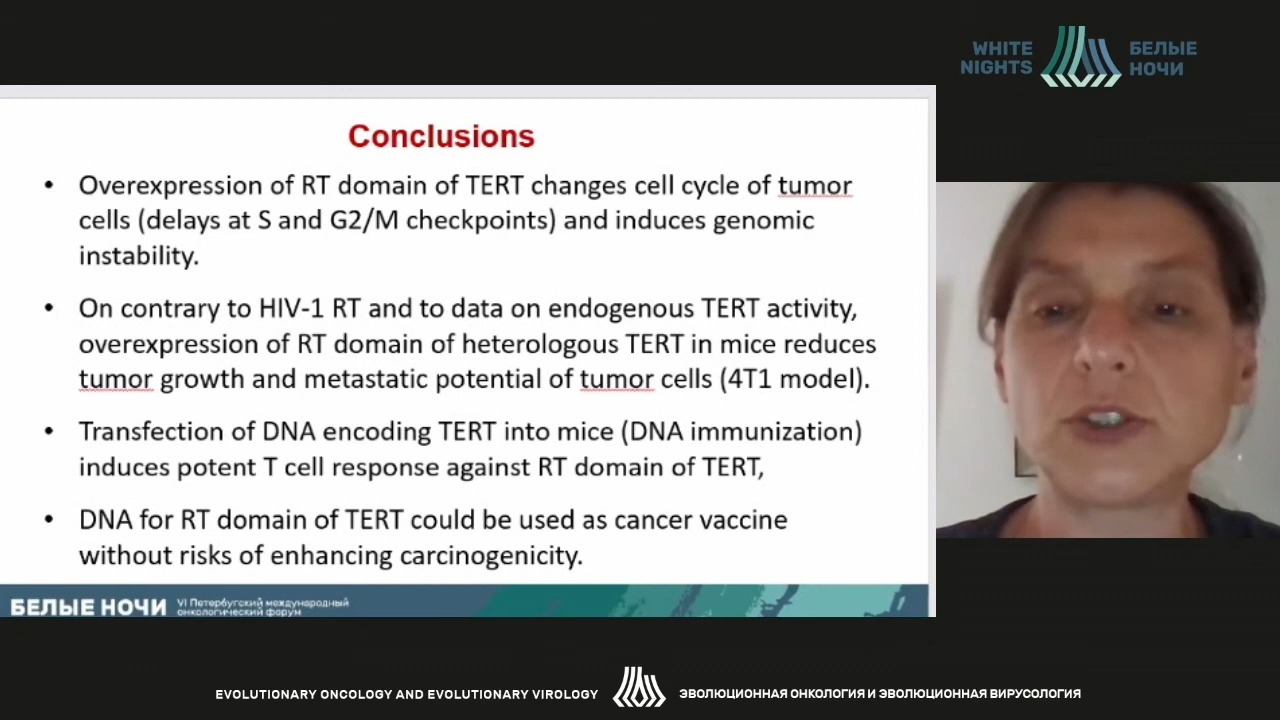 WHITE
NIGHTS
БЕЛЫЕ
НОЧИ
Conclusions
• Overexpression of RT domain of TERT changes cell cycle of tumor
cells (delays at S and G2/M checkpoints) and induces genomic
instability.
• On contrary to HIV-1 RT and to data on endogenous TERT activity,
overexpression of RT domain of heterologous TERT in mice reduces
tumor growth and metastatic potential of tumor cells (4T1 model).
• Transfection of DNA encoding TERT into mice (DNA immunization)
induces potent T cell response against RT domain of TERT,
• DNA for RT domain of TERT could be used as cancer vaccine
without risks of enhancing carcinogenicity.
БЕЛЫЕ НОЧИ
VI Петербургский международный
онкологический форум
EVOLUTIONARY ONCOLOGY AND EVOLUTIONARY VIROLOGY
ЭВОЛЮЦИОННАЯ ОНКОЛОГИЯ И ЭВОЛЮЦИОННАЯ ВИРУСОЛОГИЯ